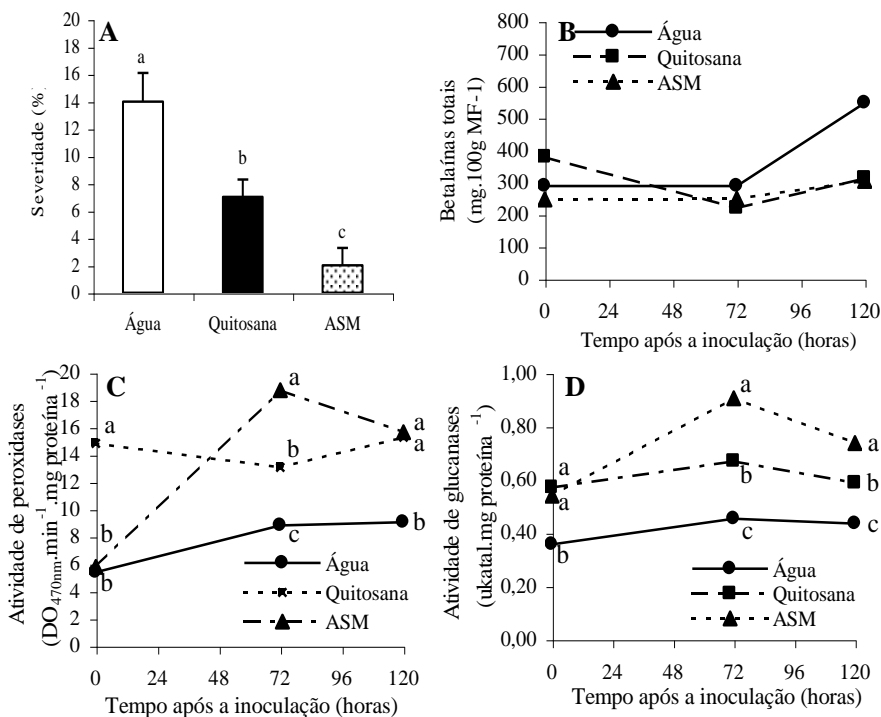 A
Severidade (%)
20
18
16
14
12
10
8
6
4
2
0
a
b
c
Água
Quitosana
ASM
B
Água
Quitosana
ASM
Betalaínas totais
(mg.100g MF-1)
800
700
600
500
400
300
200
100
0
0 24 48 72 96 120
Tempo após a inoculação (horas)
C
Atividade de peroxidases
(DO470nm.min-1.mg proteína -1)
20
18
16
14
12
10
8
6
4
2
0
a
b
b
a
b
c
a
a
b
Água
Quitosana
ASM
0 24 48 72 96 120
Tempo após a inoculação (horas)
D
Atividade de glucanases
(ukatal.mg proteína -1)
1,00
0,80
0,60
0,40
0,20
0,00
a
a
b
a
b
c
a
b
c
Água
Quitosana
ASM
0 24 48 72 96 120
Tempo após a inoculação (horas)